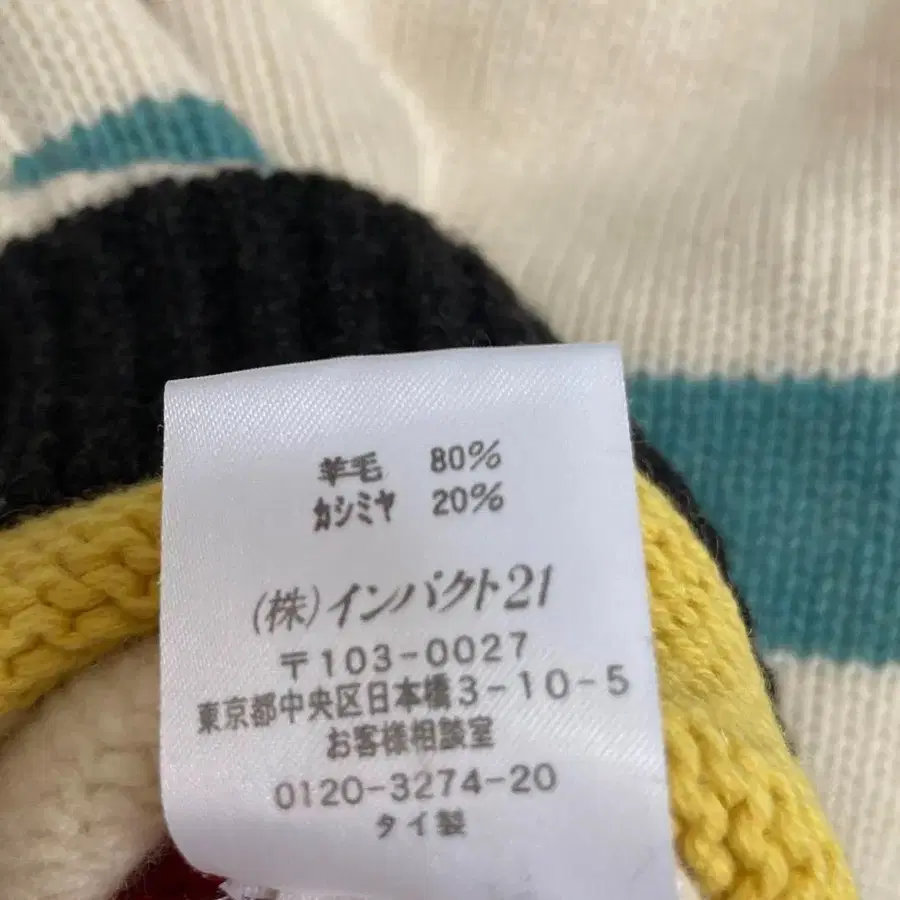 羊毛 80%
カシミヤ 20%
(株)インパクト21
〒103-0027
東京都中央区日本橋3-10-5
お客様相談室
0120-3274-20
タイ製